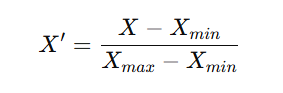 X′ = \frac{X − X_{min}}{X_{max} − X_{min}}